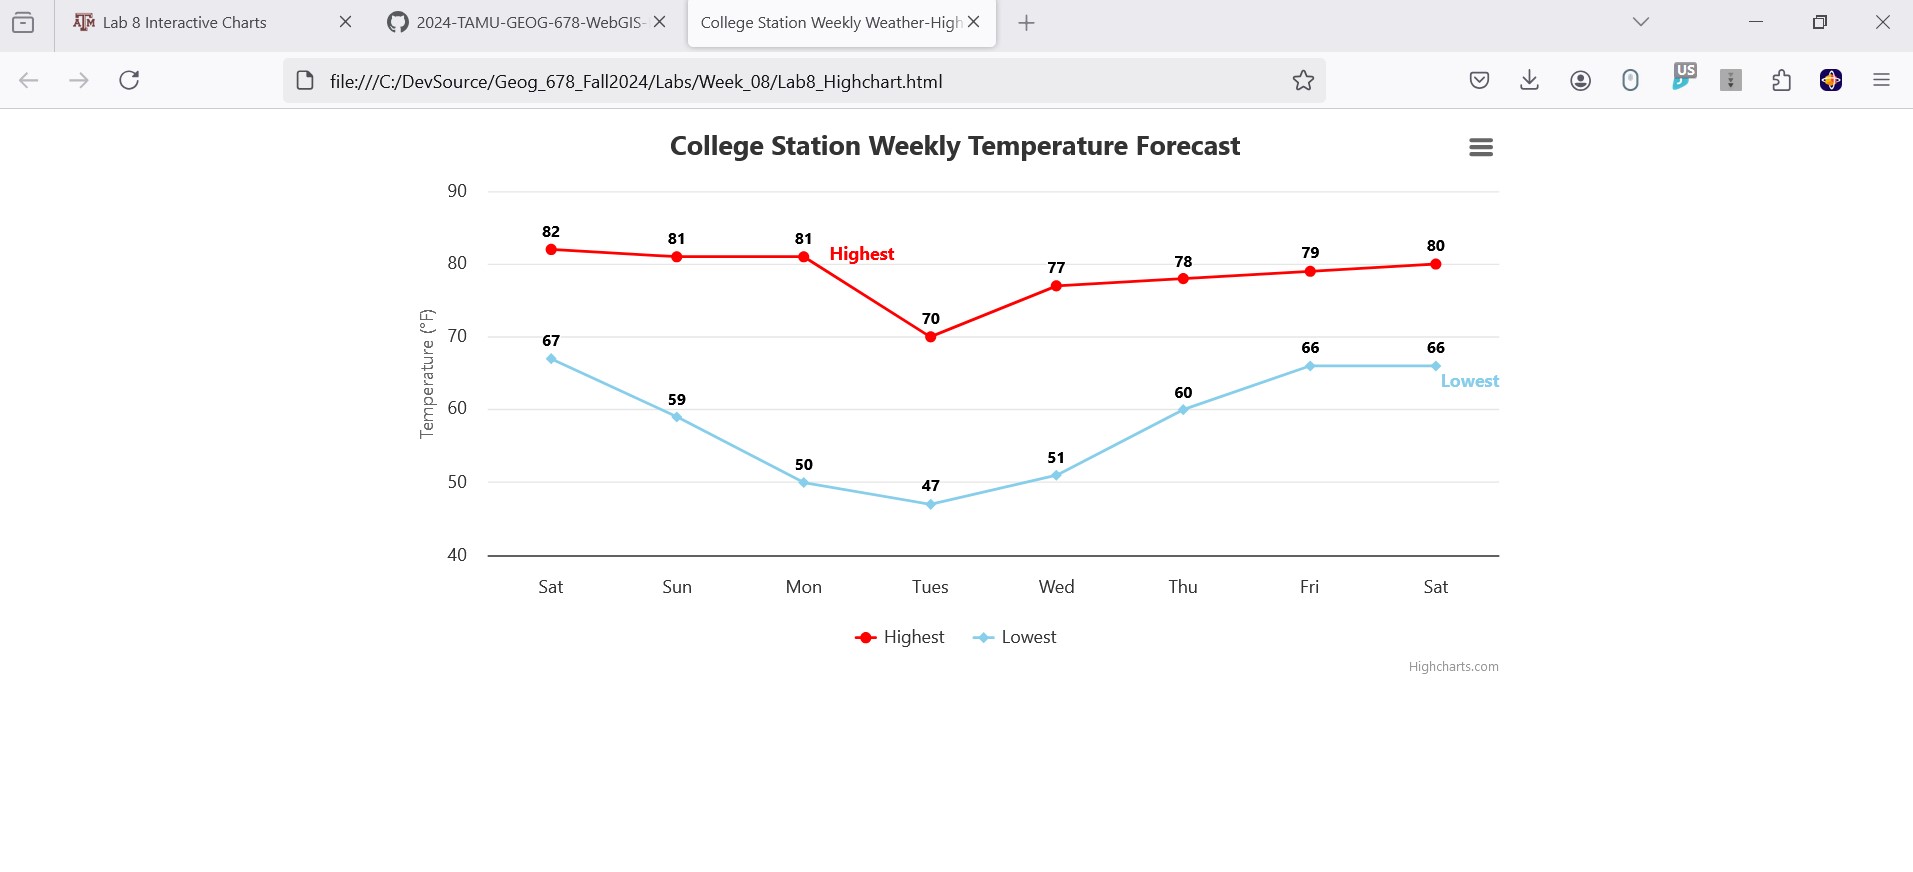 Lab 8 Interactive Charts
2024-TAMU-GEOG-678-WebGIS-
College Station Weekly Weather-High
file:///C:/DevSource/Geog_678_Fall2024/Labs/Week_08/Lab8_Highchart.html
US
College Station Weekly Temperature Forecast
90
82
81
81
Highest
80
77
78
79
80
70
70
Temperature (°F)
67
66
66
Lowest
60
59
60
50
50
51
47
40
Sat
Sun
Mon
Tues
Wed
Thu
Fri
Sat
Highest
Lowest
Highcharts.com